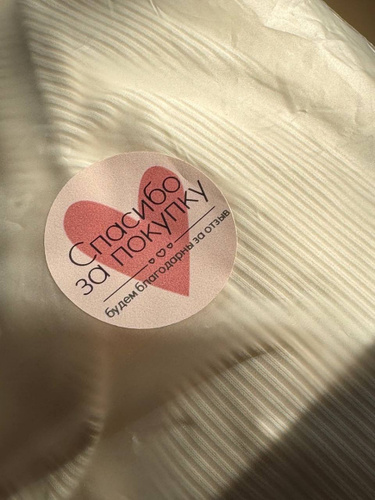 Спасибо
за покупку
будем благодарны за отзыв